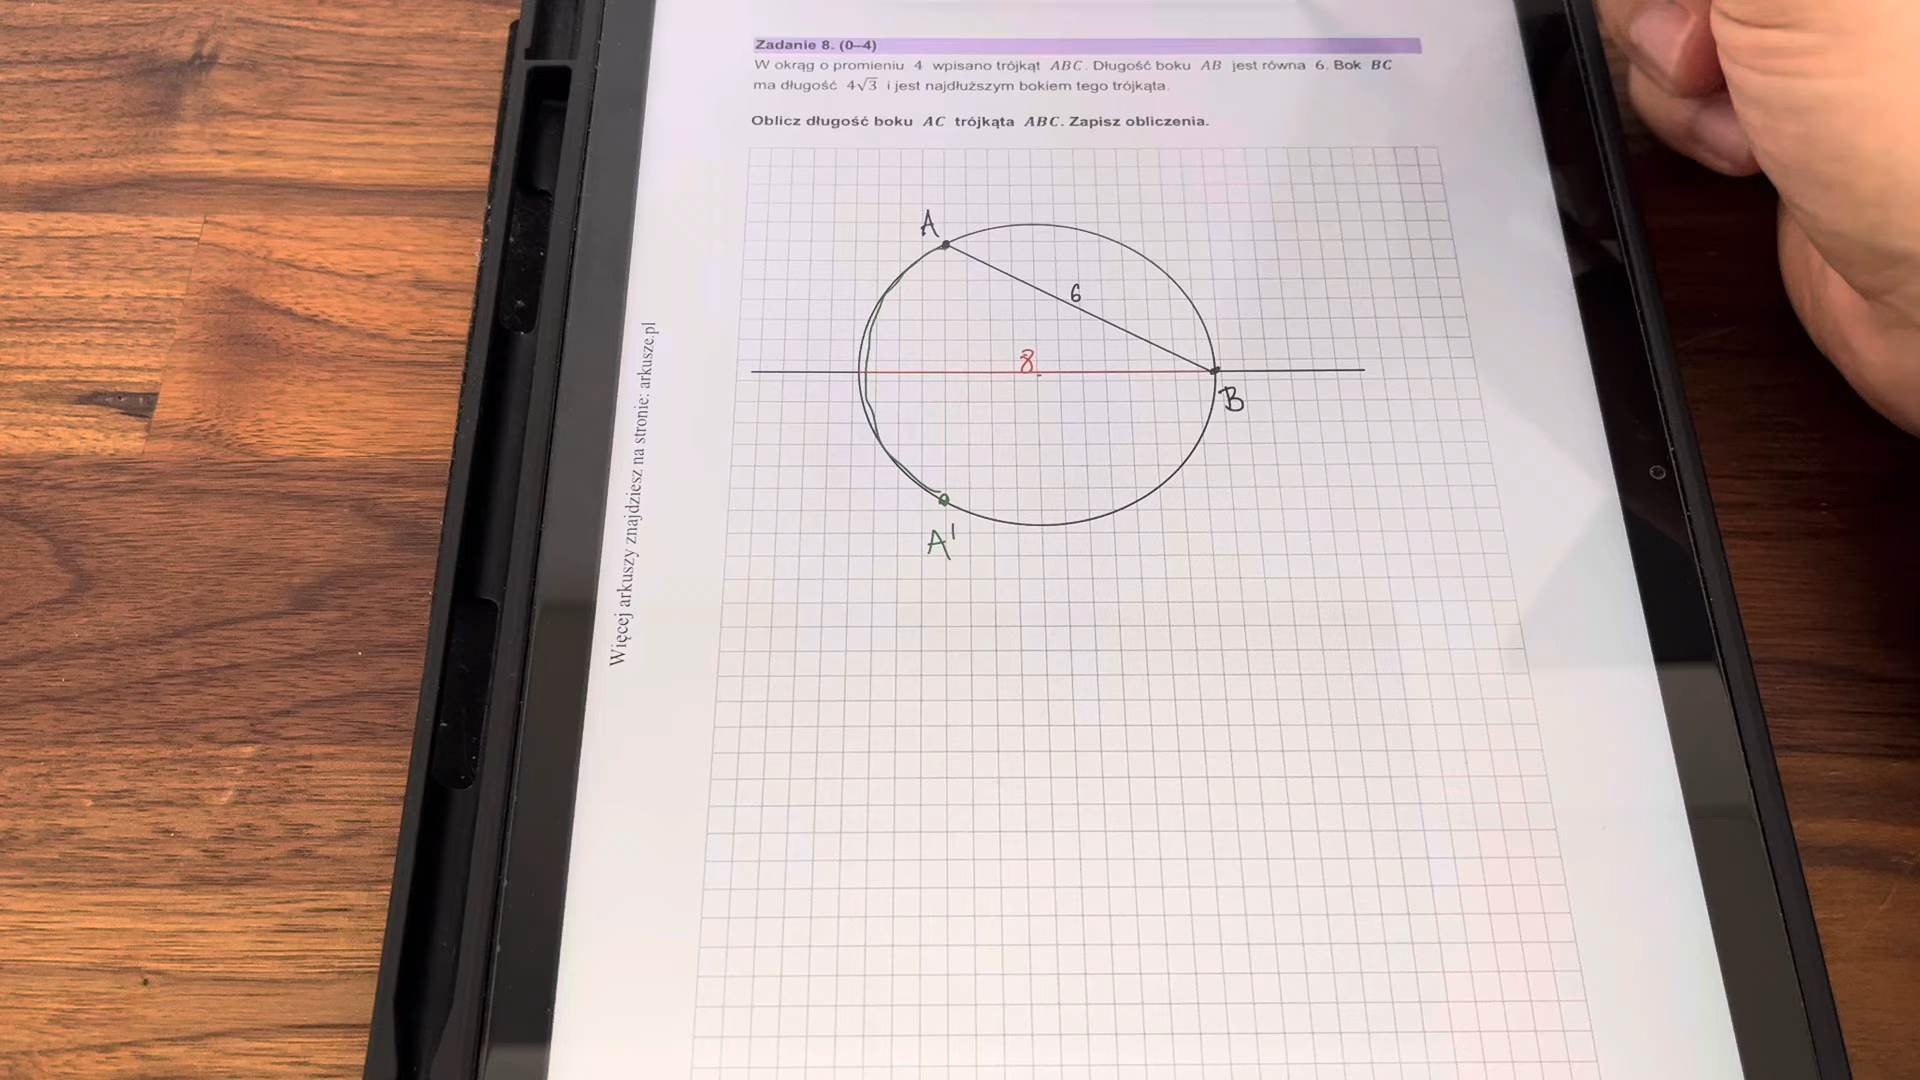 Zadanie 8. (0–4)
W okrąg o promieniu 4 wpisano trójkąt ABC. Długość boku AB jest równa 6. Bok BC
ma długość 4√3 i jest najdłuższym bokiem tego trójkąta.
Oblicz długość boku AC trójkąta ABC. Zapisz obliczenia.
A
6
8
B
A'
Więcej arkuszy znajdziesz na stronie: arkusze.pl